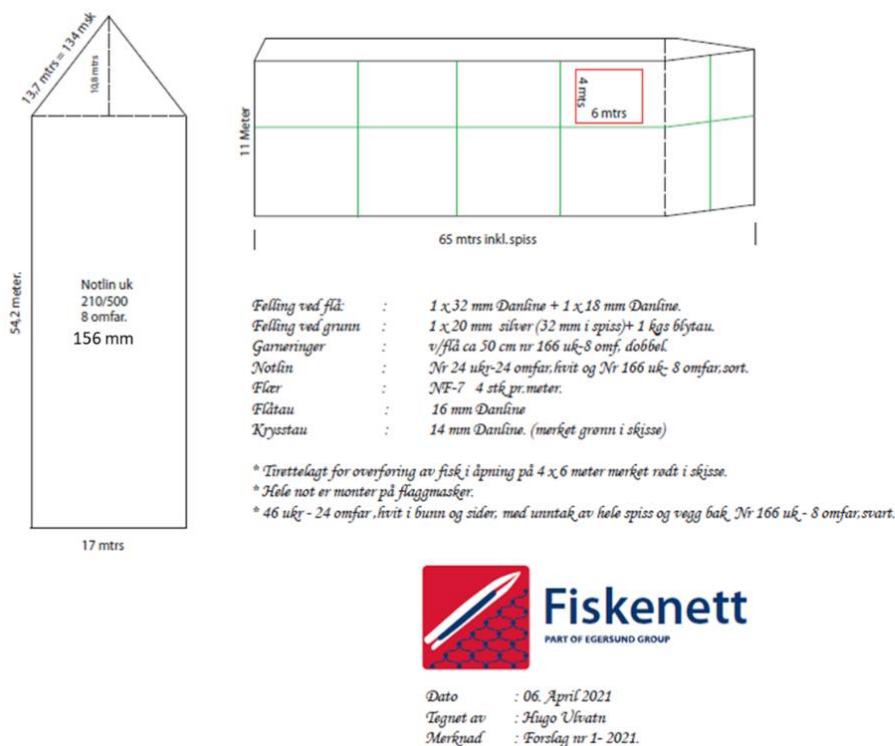 13,7 mtrs = 134 msk
10,8 mtrs
54,2 meter.
Notlin uk
210/500
8 omfar.
156 mm
17 mtrs
11 Meter
4 mts
6 mtrs
65 mtrs inkl. spiss
Felling ved flå: : 1 x 32 mm Danline + 1 x 18 mm Danline.
Felling ved grunn : 1 x 20 mm silver (32 mm i spiss)+ 1 kgs blytau.
Garneringer : v/flå ca 50 cm nr 166 uk-8 omf, dobbel.
Notlin : Nr 24 ukr-24 omfar,hvit og Nr 166 uk- 8 omfar,sort.
Flær : NF-7 4 stk pr.meter.
Flåtau : 16 mm Danline
Krysstau : 14 mm Danline. (merket grønn i skisse)
* Tirettelagt for overføring av fisk i åpning på 4 x 6 meter merket rødt i skisse.
* Hele not er monter på flaggmasker.
* 46 ukr - 24 omfar ,hvit i bunn og sider, med unntak av hele spiss og vegg bak Nr 166 uk - 8 omfar,svart.
Fiskenett
PART OF EGERSUND GROUP
Dato : 06. April 2021
Tegnet av : Hugo Ulvatn
Merknad : Forslag nr 1- 2021.